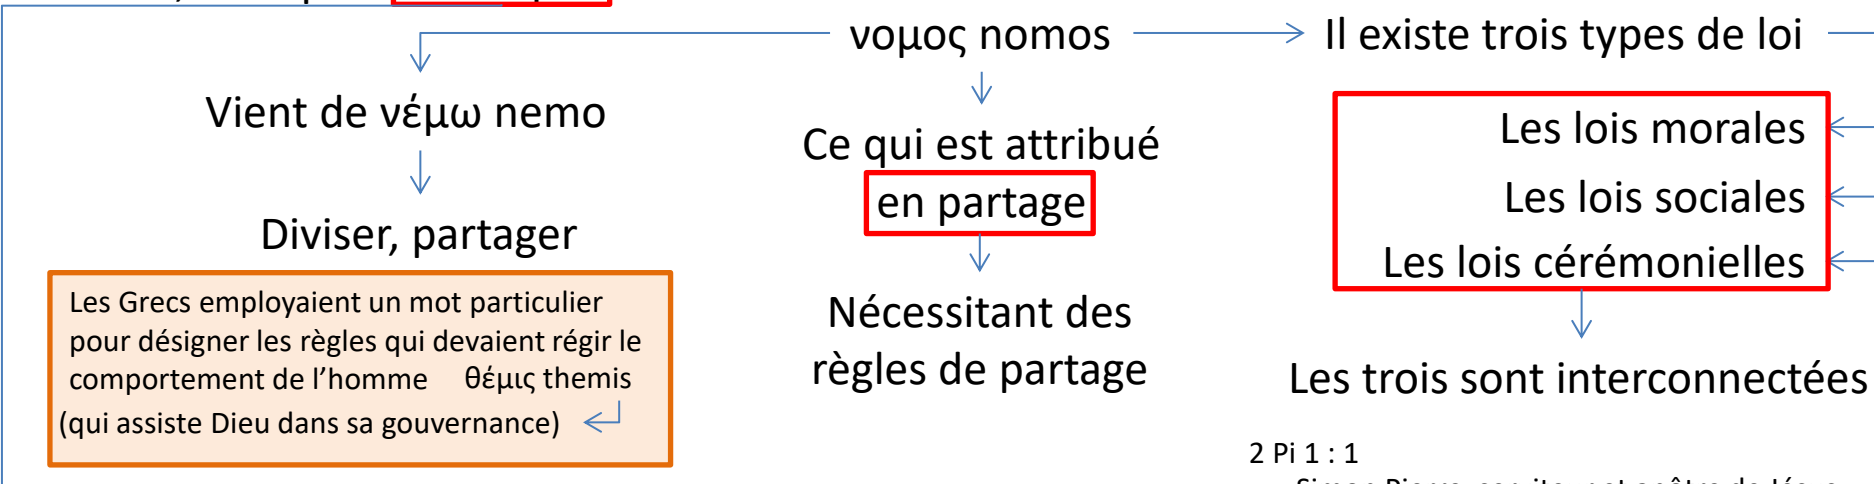 νομος nomos
Il existe trois types de loi
Vient de νέμω nemo
Diviser, partager
Les Grecs employaient un mot particulier
pour désigner les règles qui devaient régir le
comportement de l’homme θέμις themis
(qui assiste Dieu dans sa gouvernance)
Ce qui est attribué
en partage
Nécessitant des
règles de partage
Les lois morales
Les lois sociales
Les lois cérémonielles
Les trois sont interconnectées
2 Pi 1 : 1